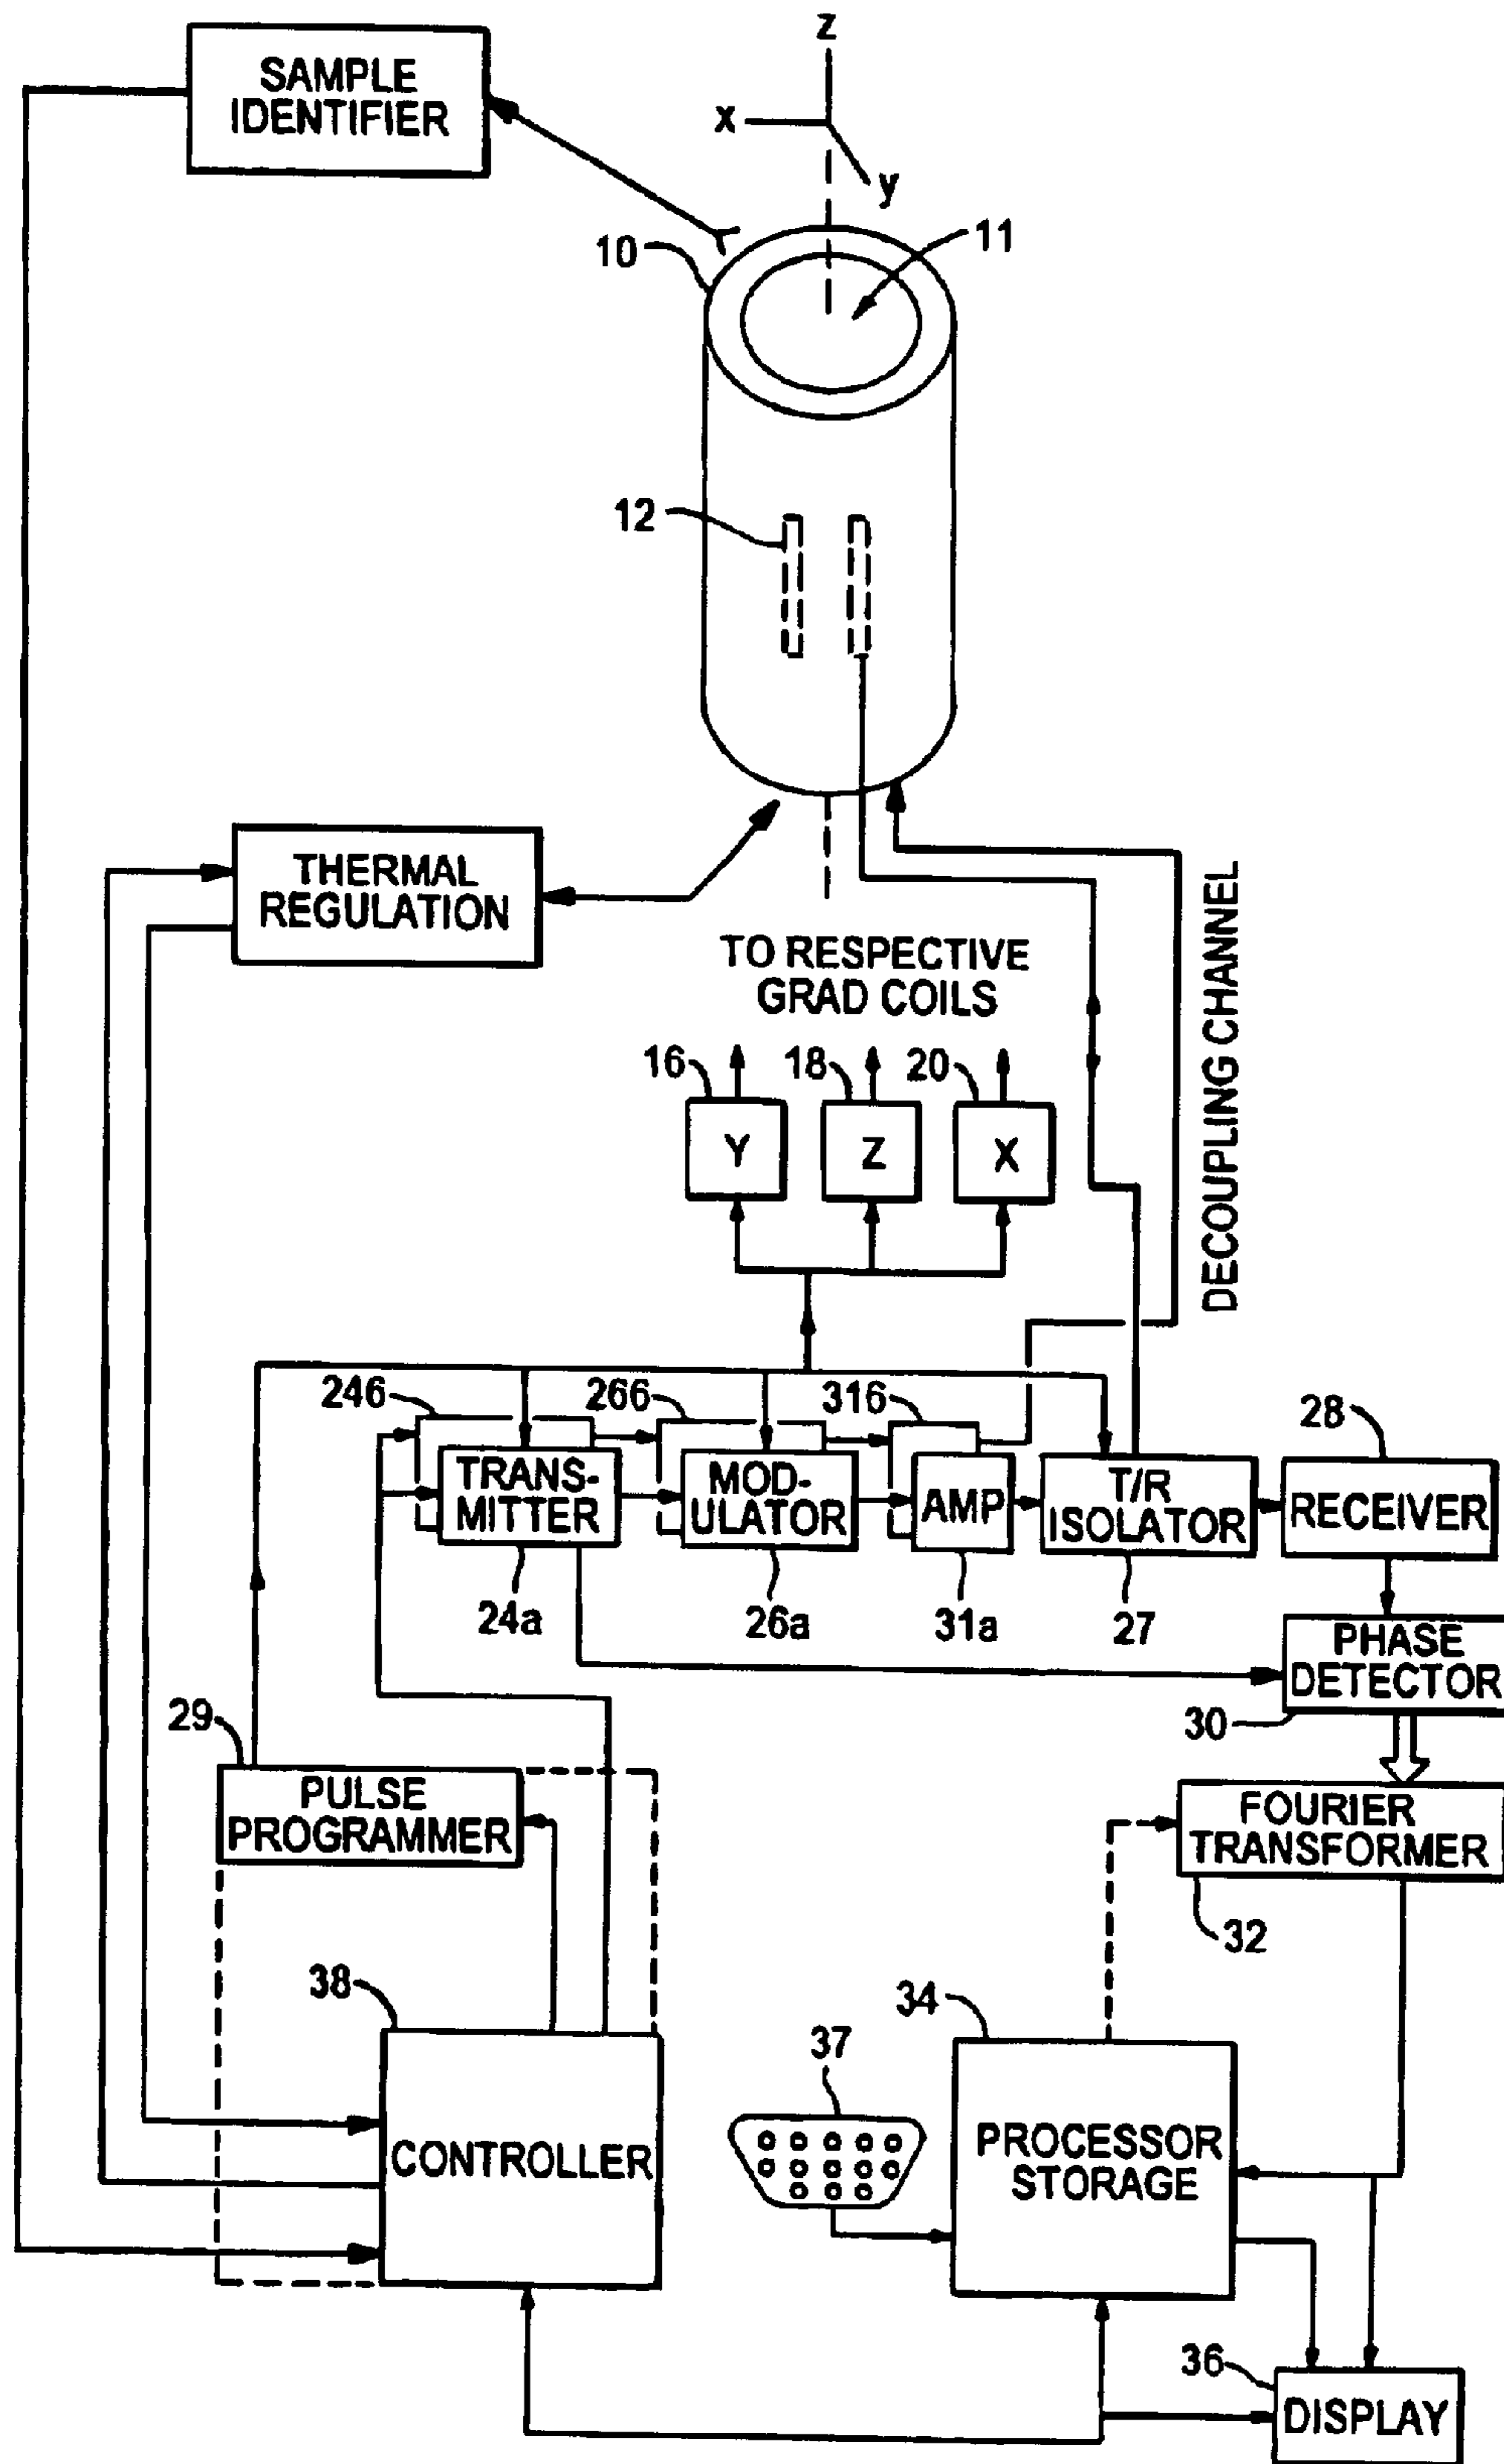 z
SAMPLE
IDENTIFIER
x
y
10
11
12
THERMAL
REGULATION
TO RESPECTIVE
GRAD COILS
DECOUPLING CHANNEL
16
18
20
Y
Z
X
246
266
316
28
TRANS-
MITTER
MOD-
ULATOR
AMP
T/R
ISOLATOR
RECEIVER
24a
26a
31a
27
PHASE
DETECTOR
29
30
PULSE
PROGRAMMER
FOURIER
TRANSFORMER
32
38
34
37
CONTROLLER
PROCESSOR
STORAGE
36
DISPLAY